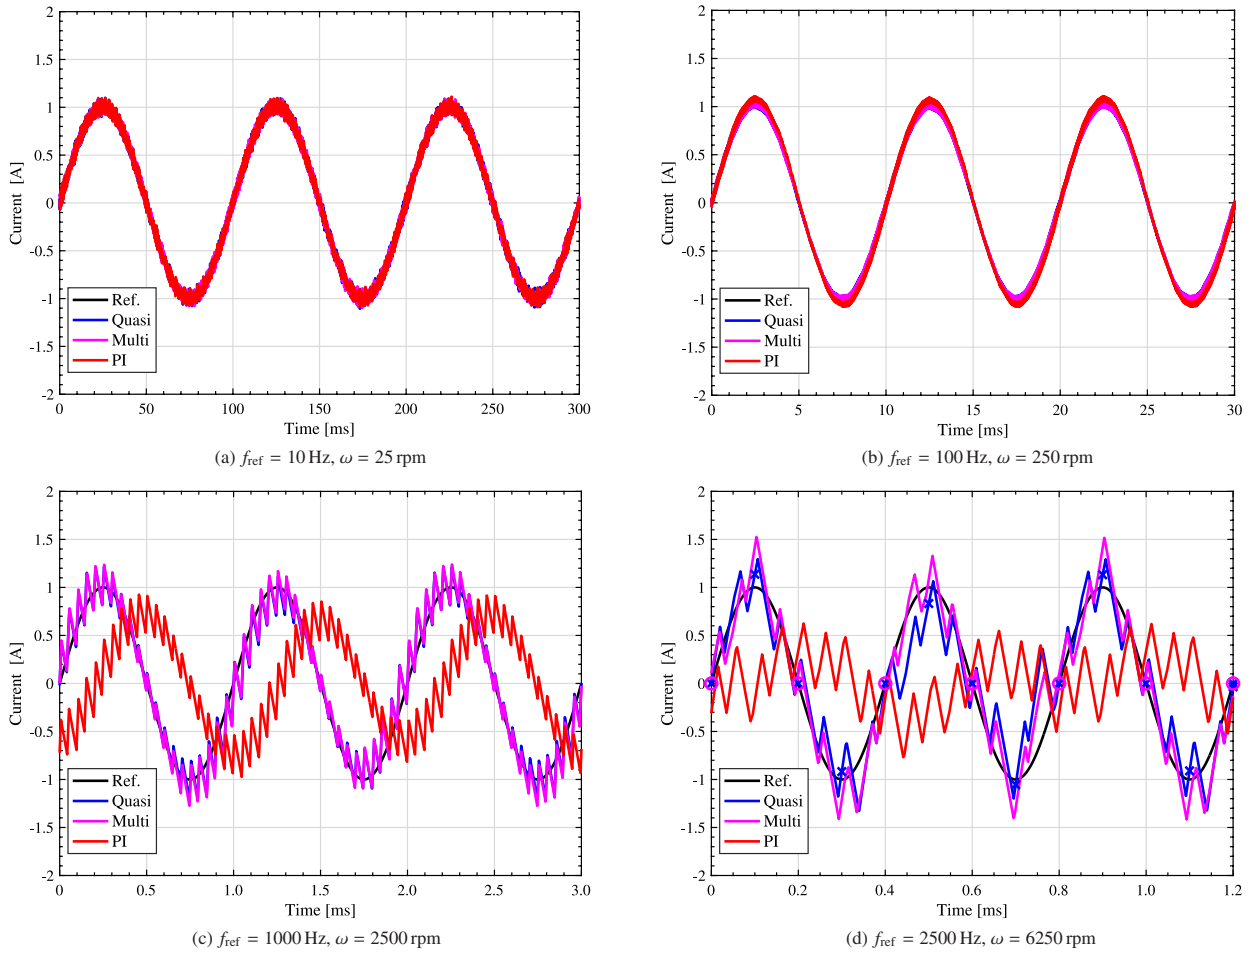 2
1.5
1
0.5
0
-0.5
-1
-1.5
-2
Current [A]
Ref.
Quasi
Multi
PI
0 50 100 150 200 250 300
Time [ms]
(a) f_ref = 10 Hz, ω = 25 rpm
2
1.5
1
0.5
0
-0.5
-1
-1.5
-2
Current [A]
Ref.
Quasi
Multi
PI
0 5 10 15 20 25 30
Time [ms]
(b) f_ref = 100 Hz, ω = 250 rpm
2
1.5
1
0.5
0
-0.5
-1
-1.5
-2
Current [A]
Ref.
Quasi
Multi
PI
0 0.5 1.0 1.5 2.0 2.5 3.0
Time [ms]
(c) f_ref = 1000 Hz, ω = 2500 rpm
2
1.5
1
0.5
0
-0.5
-1
-1.5
-2
Current [A]
Ref.
Quasi
Multi
PI
0 0.2 0.4 0.6 0.8 1.0 1.2
Time [ms]
(d) f_ref = 2500 Hz, ω = 6250 rpm